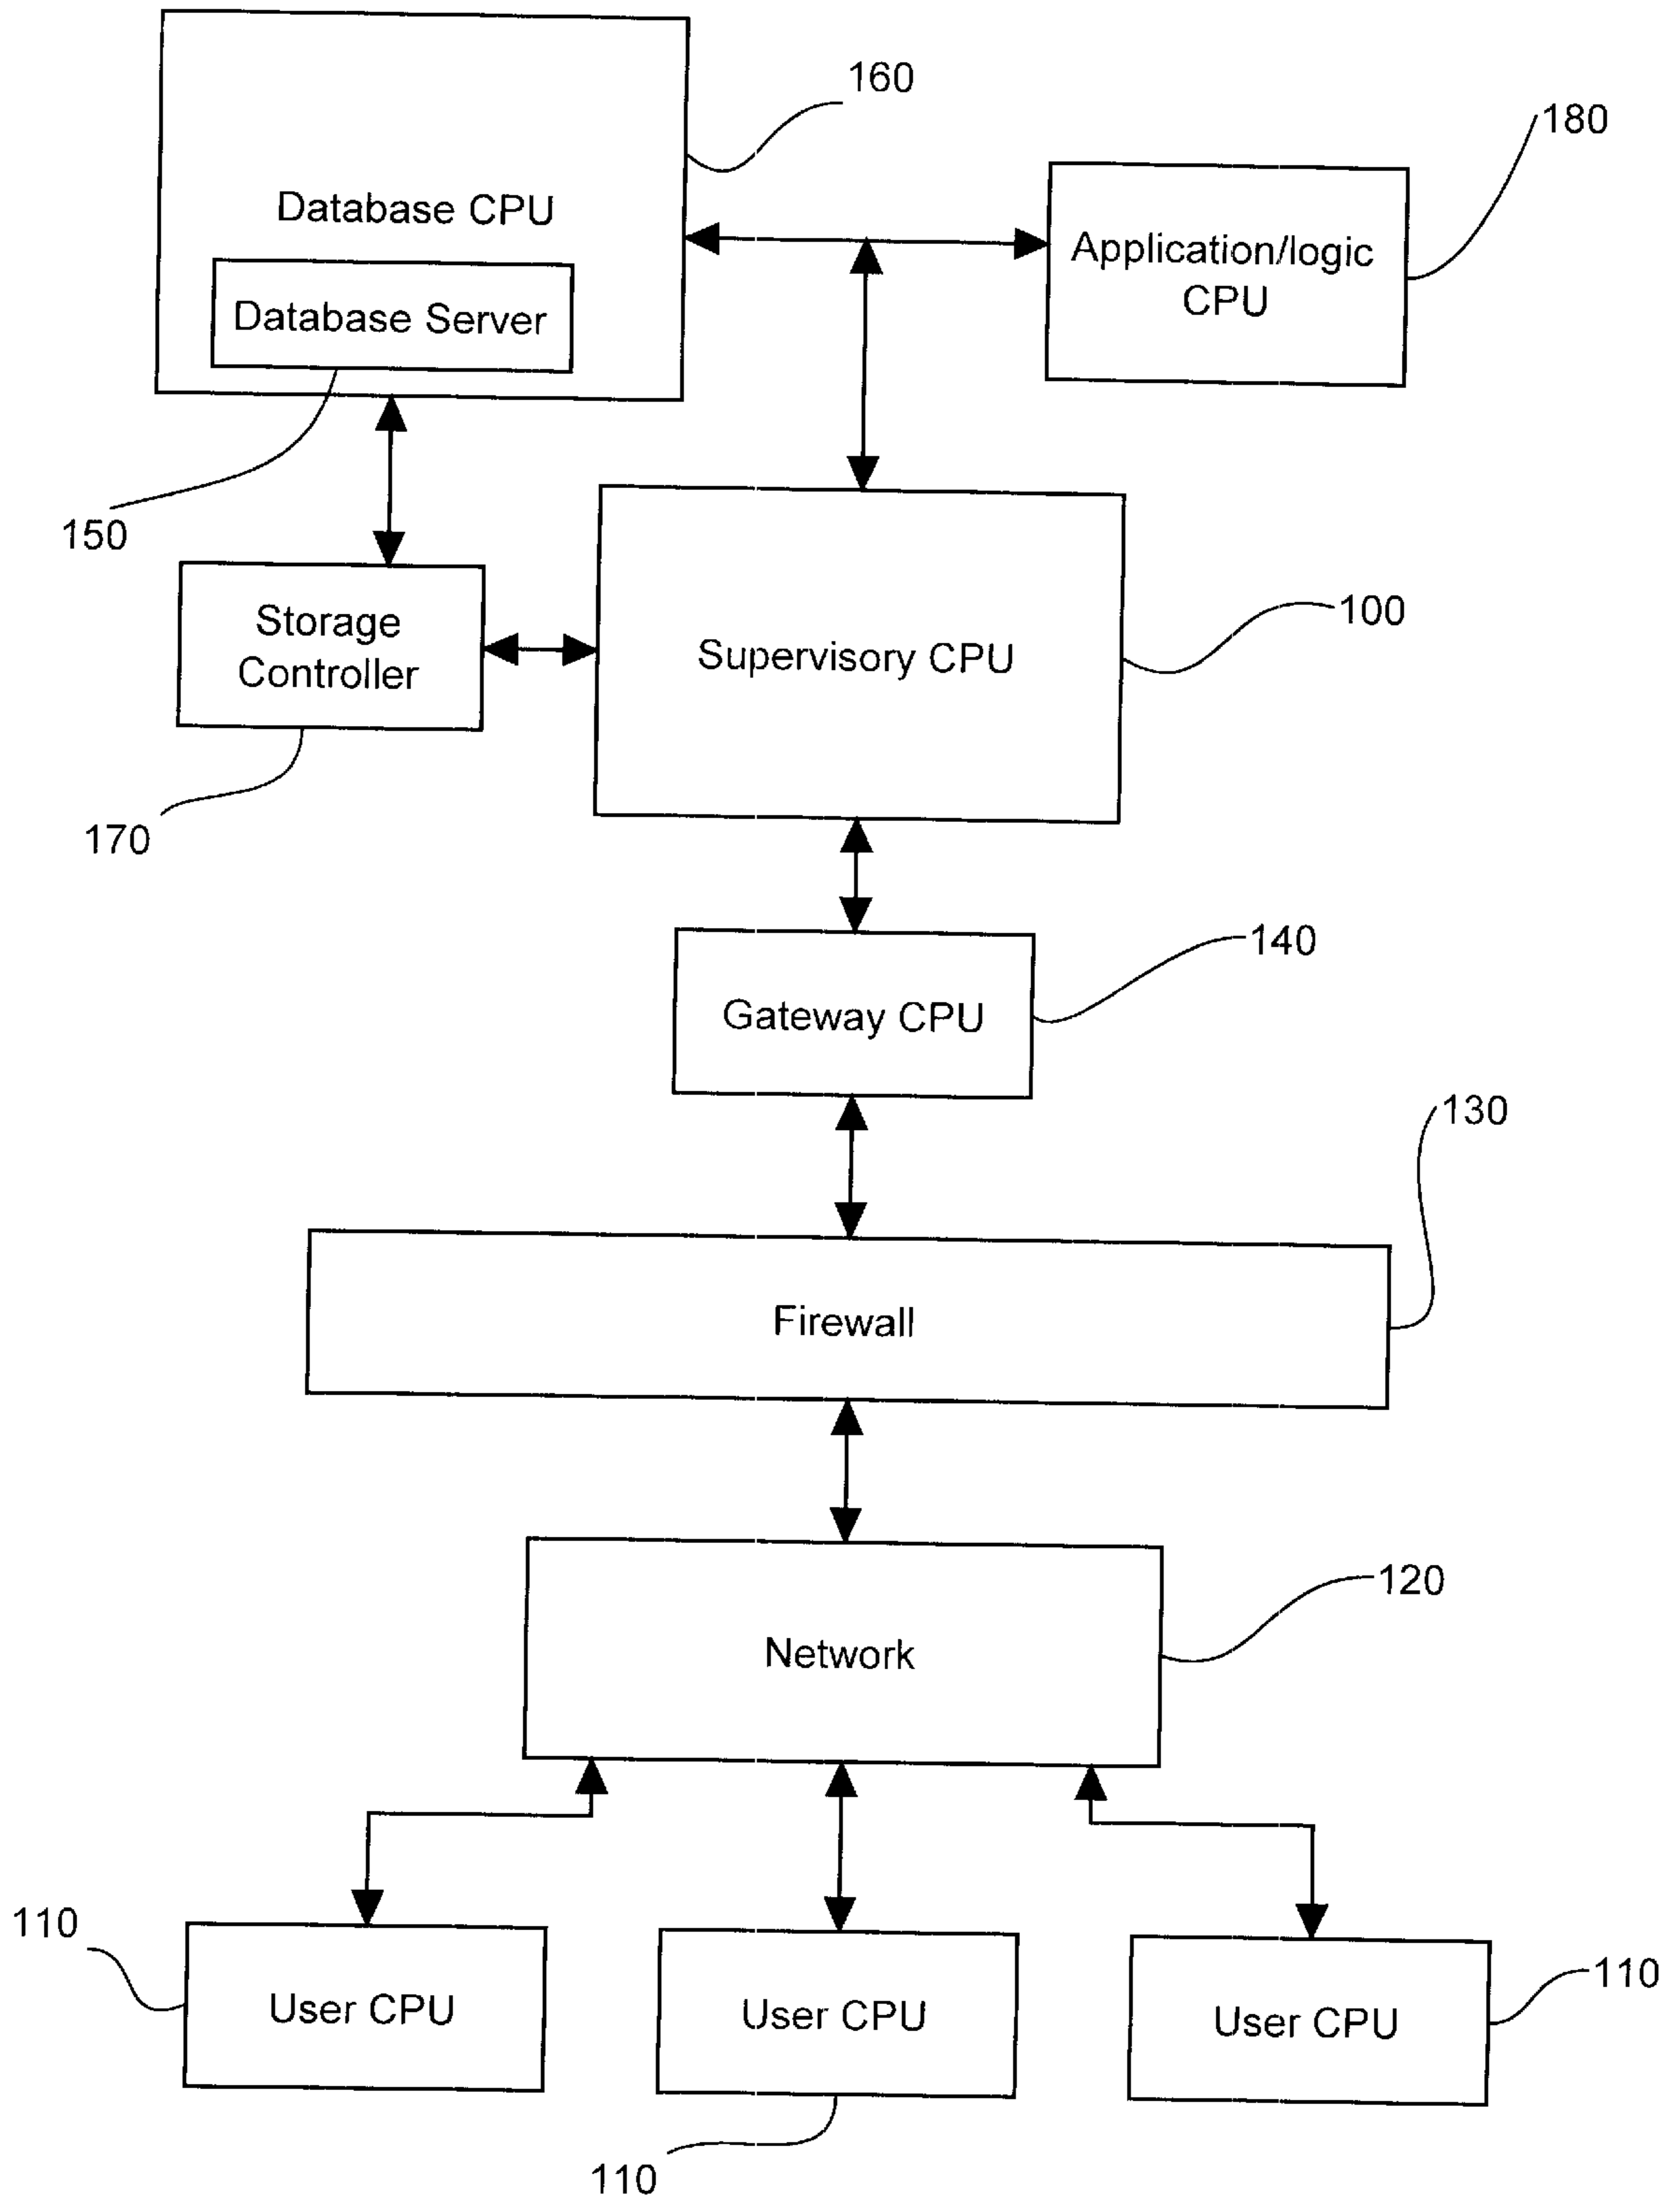 160
180
Database CPU
Application/logic
CPU
Database Server
150
Storage
Controller
100
Supervisory CPU
170
140
Gateway CPU
130
Firewall
120
Network
110
User CPU
User CPU
User CPU
110
110